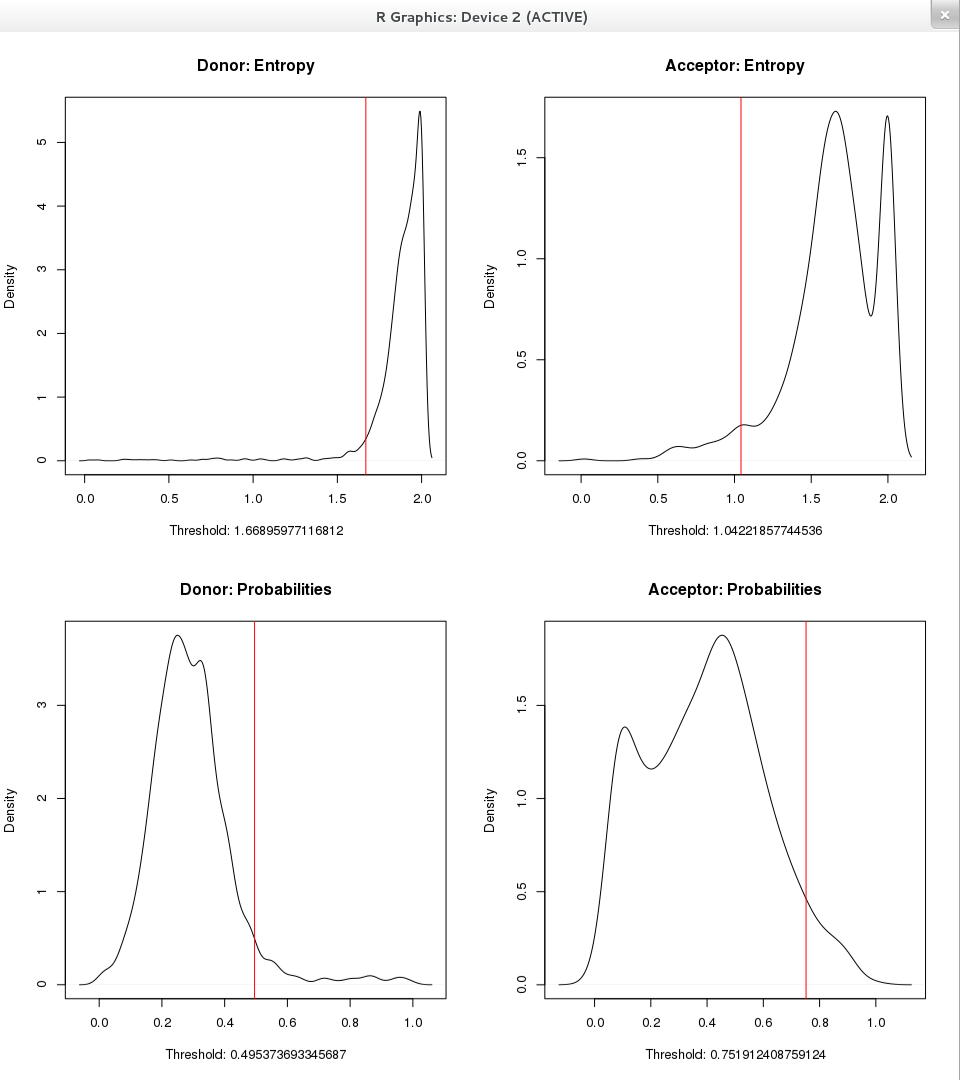 R Graphics: Device 2 (ACTIVE)
Donor: Entropy
Density
0 1 2 3 4 5
0.0 0.5 1.0 1.5 2.0
Threshold: 1.66895977116812
Acceptor: Entropy
Density
0.0 0.5 1.0 1.5
0.0 0.5 1.0 1.5 2.0
Threshold: 1.04221857744536
Donor: Probabilities
Density
0 1 2 3
0.0 0.2 0.4 0.6 0.8 1.0
Threshold: 0.495373693345687
Acceptor: Probabilities
Density
0.0 0.5 1.0 1.5
0.0 0.2 0.4 0.6 0.8 1.0
Threshold: 0.751912408759124